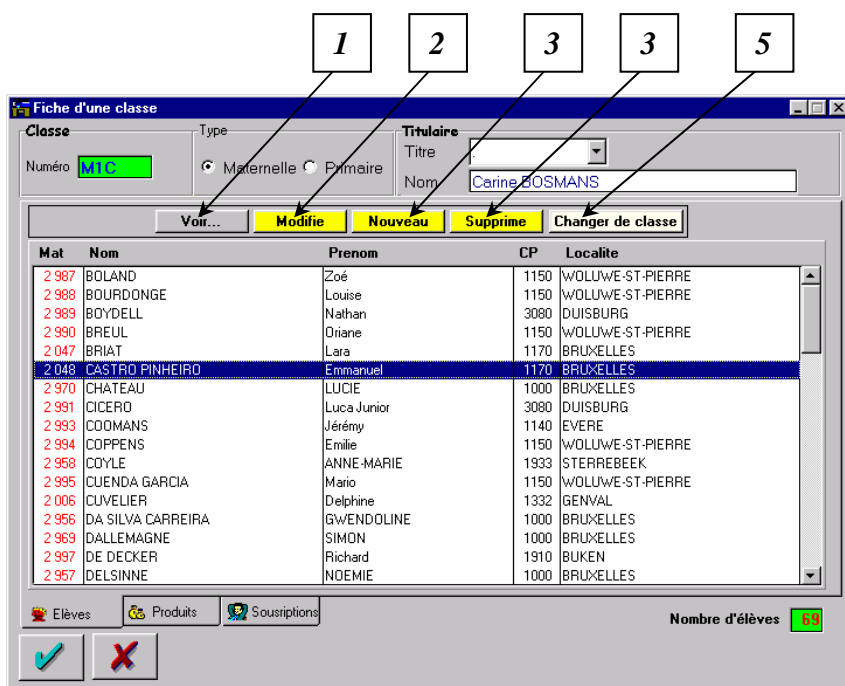 1 2 3 3 5
Fiche d'une classe
Classe Type Titulaire
Titre .
Numéro M1C Maternelle Primaire
Nom Carine BOSMANS
Voir... Modifie Nouveau Supprime Changer de classe
Mat Nom Prenom CP Localite
2 987 BOLAND Zoé 1150 WOLUWE-ST-PIERRE
2 988 BOURDONGE Louise 1150 WOLUWE-ST-PIERRE
2 989 BOYDELL Nathan 3080 DUISBURG
2 990 BREUL Oriane 1150 WOLUWE-ST-PIERRE
2 047 BRIAT Lara 1170 BRUXELLES
2 048 CASTRO PINHEIRO Emmanuel 1170 BRUXELLES
2 970 CHATEAU LUCIE 1000 BRUXELLES
2 991 CICERO Luca Junior 3080 DUISBURG
2 993 COOMANS Jérémy 1140 EVERE
2 994 COPPENS Emilie 1150 WOLUWE-ST-PIERRE
2 958 COYLE ANNE-MARIE 1933 STERREBEEK
2 995 CUENDA GARCIA Mario 1150 WOLUWE-ST-PIERRE
2 006 CUVELIER Delphine 1332 GENVAL
2 956 DA SILVA CARREIRA GWENDOLINE 1000 BRUXELLES
2 969 DALLEMAGNE SIMON 1000 BRUXELLES
2 997 DE DECKER Richard 1910 BUKEN
2 957 DELSINNE NOEMIE 1000 BRUXELLES
Elèves Produits Sousriptions
Nombre d'élèves 69